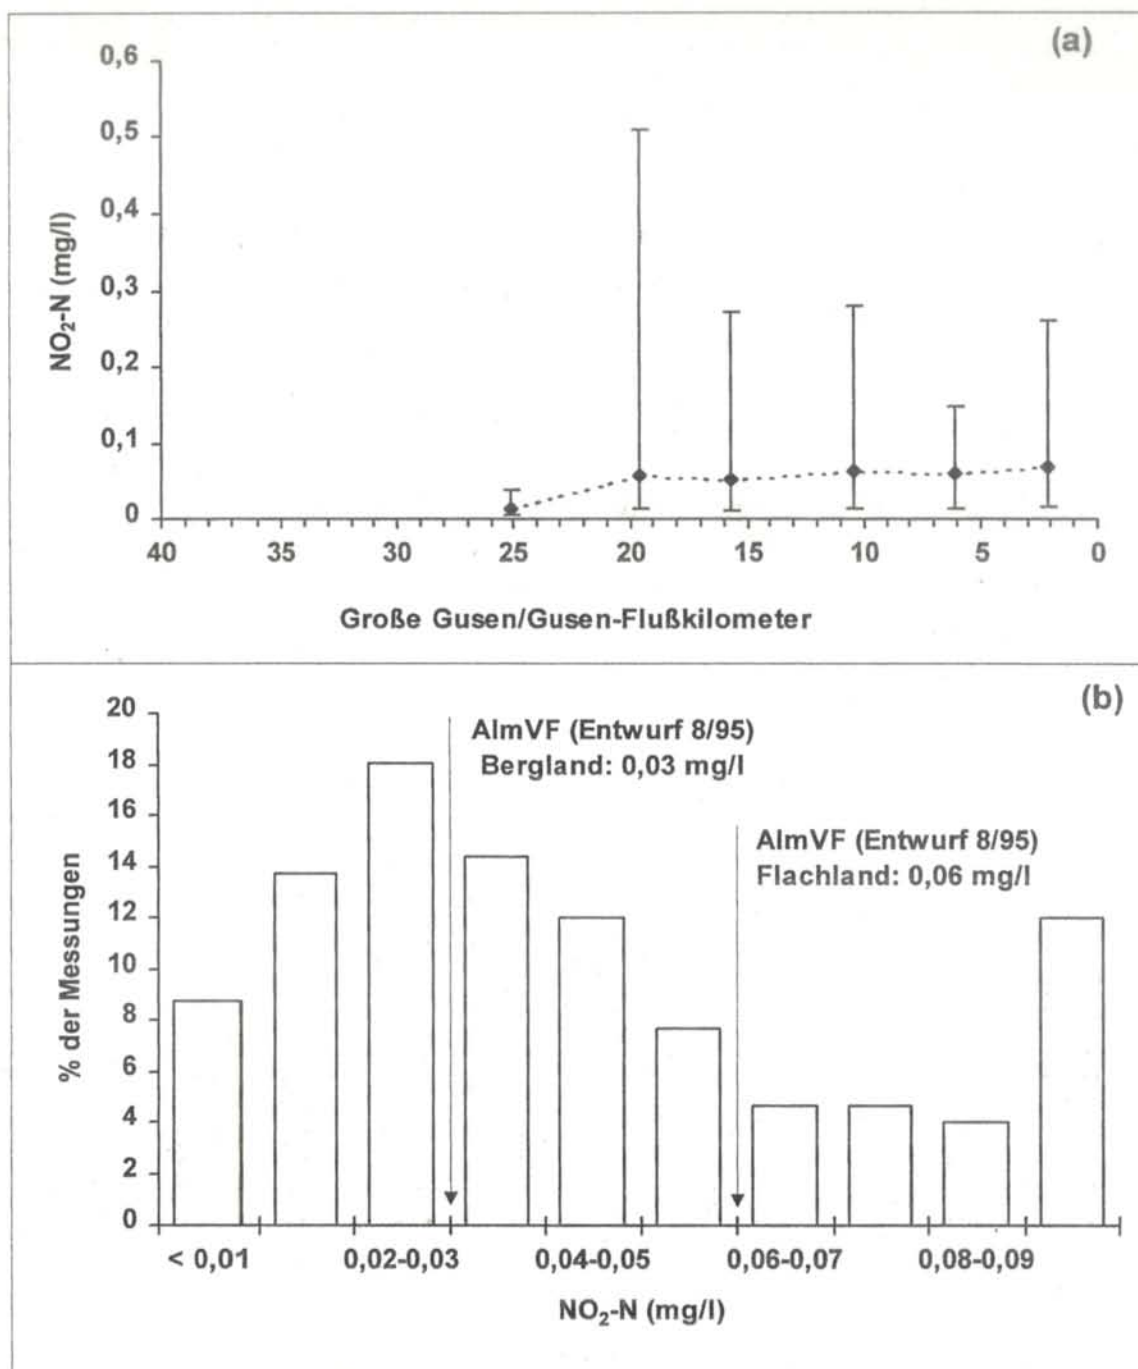 (a)
0,6
0,5
0,4
0,3
0,2
0,1
0
NO₂-N (mg/l)
40 35 30 25 20 15 10 5 0
Große Gusen/Gusen-Flußkilometer
(b)
20
18
16
14
12
10
8
6
4
2
0
% der Messungen
AImVF (Entwurf 8/95)
Bergland: 0,03 mg/l
AImVF (Entwurf 8/95)
Flachland: 0,06 mg/l
< 0,01 0,02-0,03 0,04-0,05 0,06-0,07 0,08-0,09
NO₂-N (mg/l)